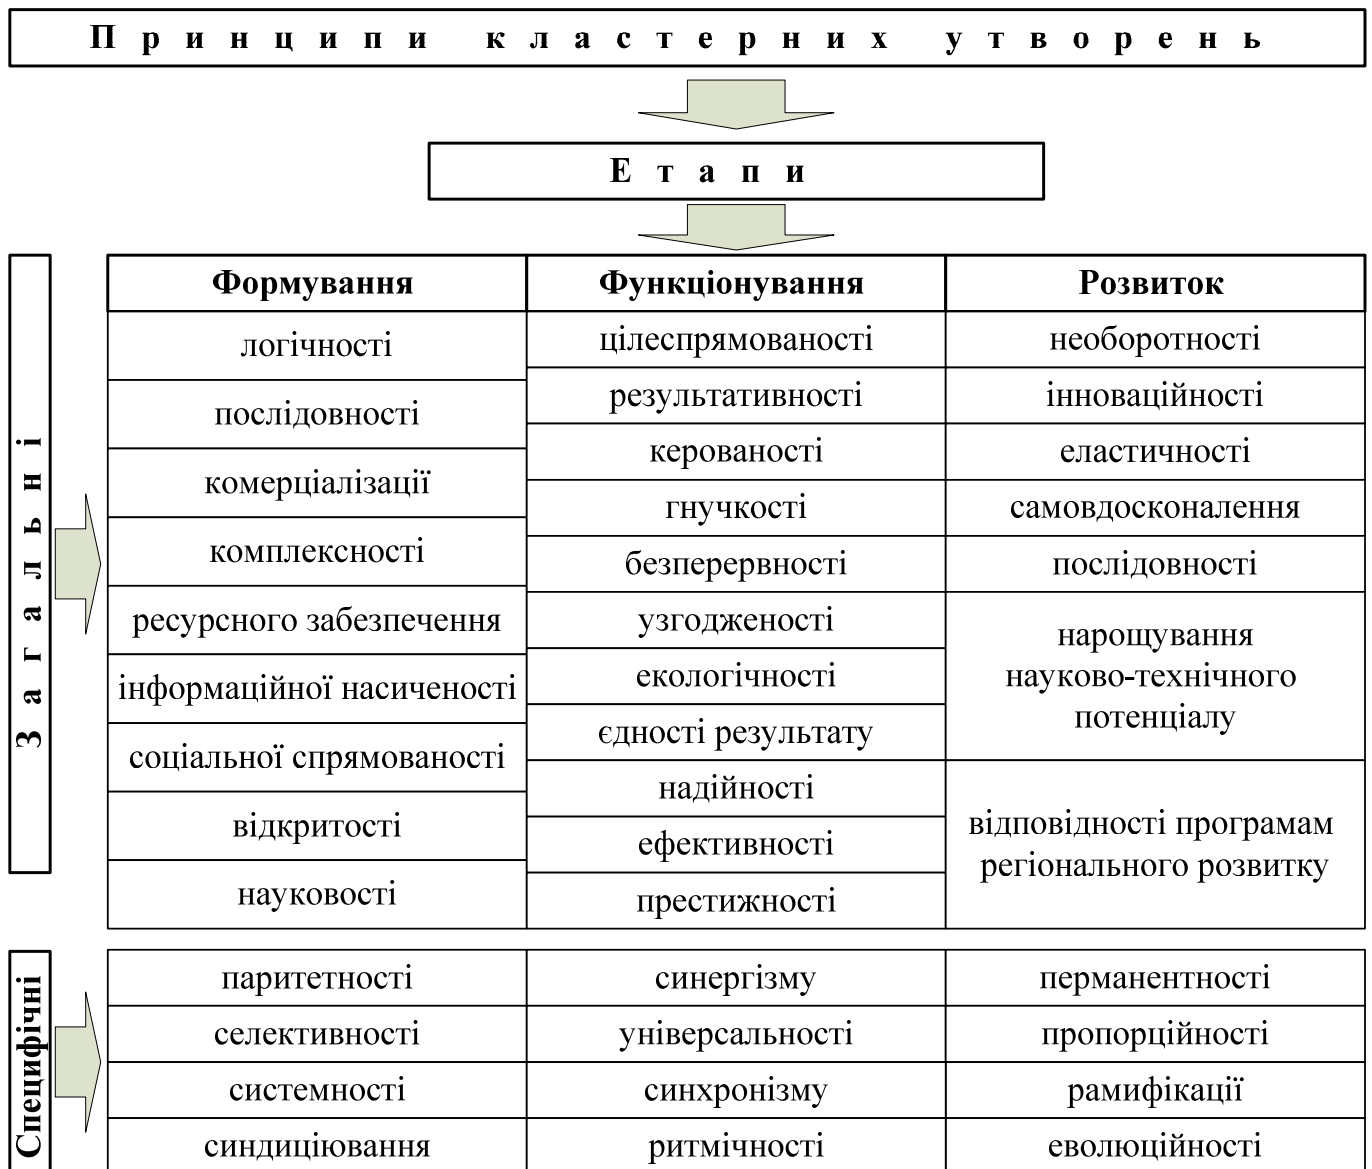 Принципи кластерних утворень
Етапи
Загальні
Формування
логічності
послідовності
комерціалізації
комплексності
ресурсного забезпечення
інформаційної насиченості
соціальної спрямованості
відкритості
науковості
Функціонування
цілеспрямованості
результативності
керованості
гнучкості
безперервності
узгодженості
екологічності
єдності результату
надійності
ефективності
престижності
Розвиток
необоротності
інноваційності
еластичності
самовдосконалення
послідовності
нарощування
науково-технічного
потенціалу
відповідності програмам
регіонального розвитку
Специфічні
паритетності
селективності
системності
синдиціювання
синергізму
універсальності
синхронізму
ритмічності
перманентності
пропорційності
рамифікації
еволюційності